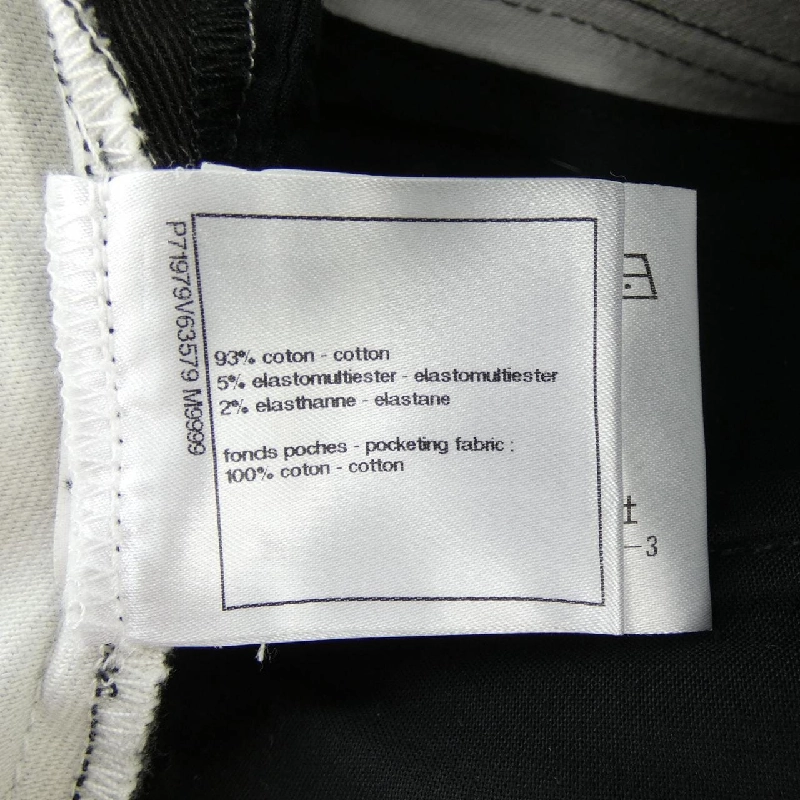 P71979V63579 M9999
93% coton - cotton
5% elastomultiester - elastomultiester
2% elasthanne - elastane
fonds poches - pocketing fabric :
100% coton - cotton
-3